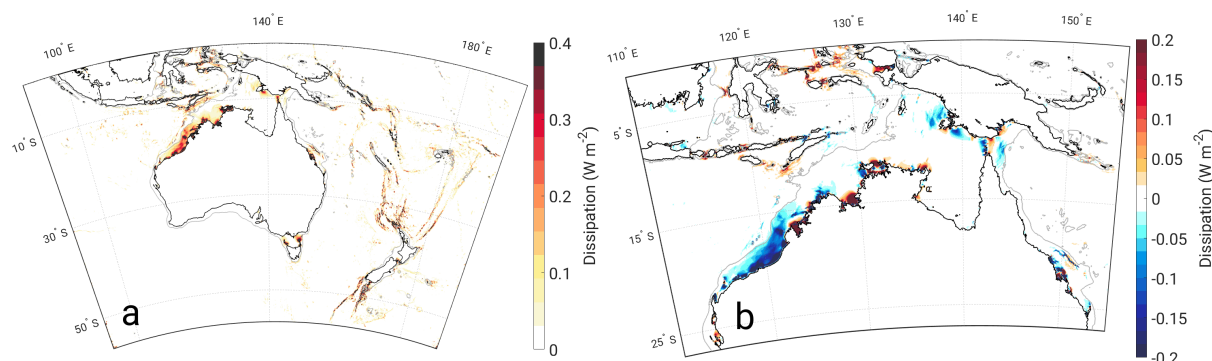 100° E
140° E
180° E
10° S
30° S
50° S
a
0.4
0.3
0.2
0.1
0
Dissipation (W m-2)
110° E
120° E
130° E
140° E
150° E
5° S
15° S
25° S
b
0.2
0.15
0.1
0.05
0
-0.05
-0.1
-0.15
-0.2
Dissipation (W m-2)